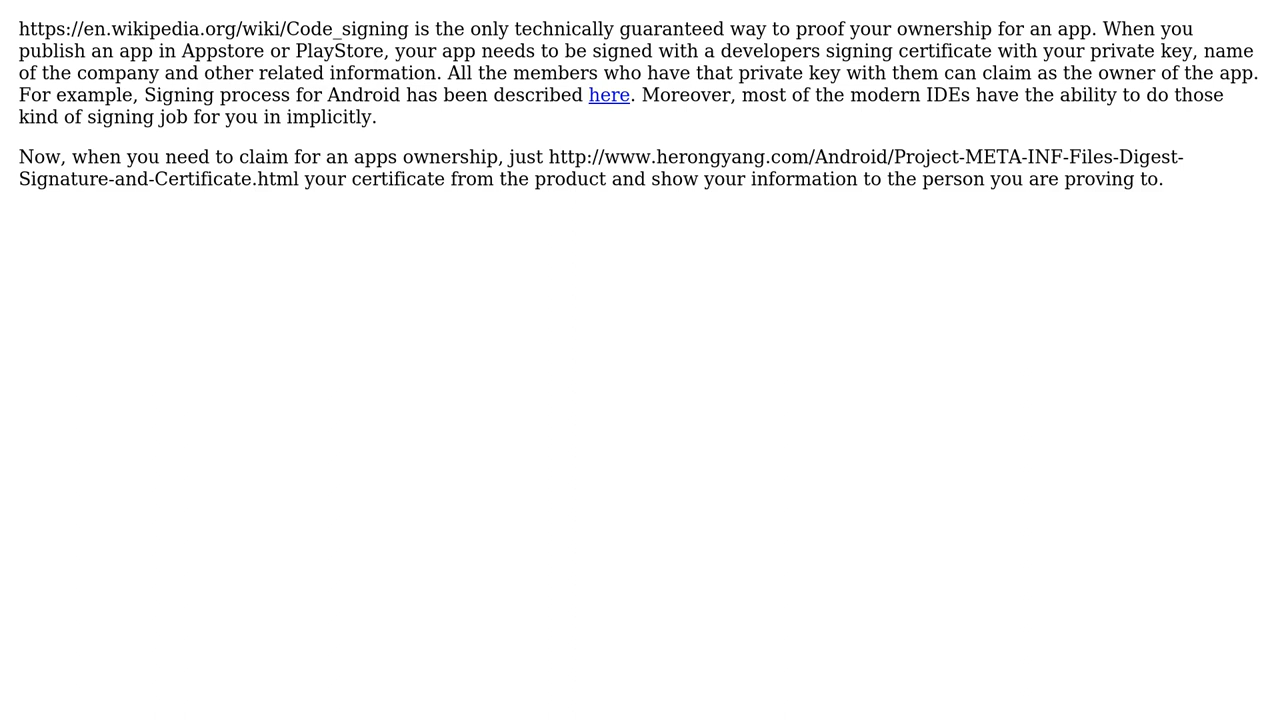 https://en.wikipedia.org/wiki/Code_signing is the only technically guaranteed way to proof your ownership for an app. When you
publish an app in Appstore or PlayStore, your app needs to be signed with a developers signing certificate with your private key, name
of the company and other related information. All the members who have that private key with them can claim as the owner of the app.
For example, Signing process for Android has been described here. Moreover, most of the modern IDEs have the ability to do those
kind of signing job for you in implicitly.
Now, when you need to claim for an apps ownership, just http://www.herongyang.com/Android/Project-META-INF-Files-Digest-
Signature-and-Certificate.html your certificate from the product and show your information to the person you are proving to.